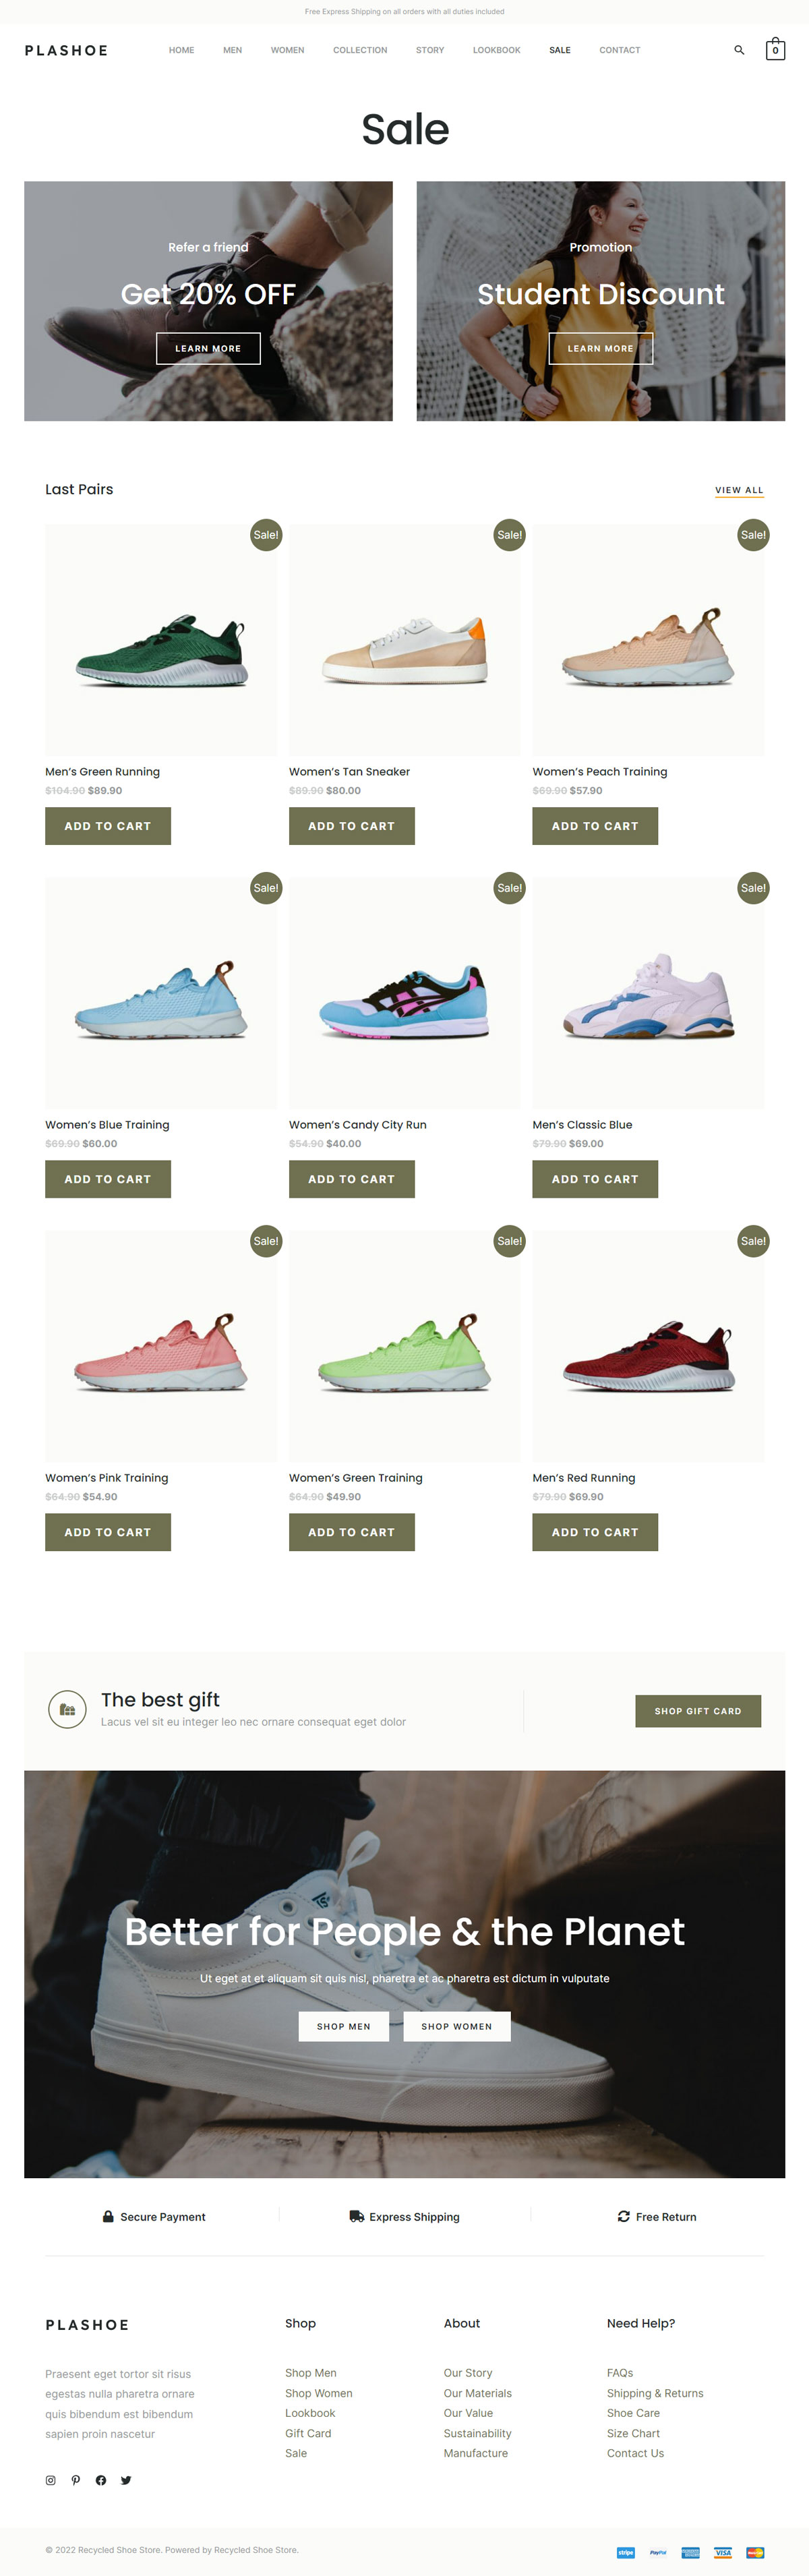 Free Express Shipping on all orders with all duties included
PLASHOE
HOME MEN WOMEN COLLECTION STORY LOOKBOOK SALE CONTACT
0
Sale
Refer a friend
Get 20% OFF
LEARN MORE
Promotion
Student Discount
LEARN MORE
Last Pairs
VIEW ALL
Sale!
Sale!
Sale!
Men’s Green Running
$104.90 $89.90
ADD TO CART
Women’s Tan Sneaker
$89.90 $80.00
ADD TO CART
Women’s Peach Training
$69.90 $57.90
ADD TO CART
Sale!
Sale!
Sale!
Women’s Blue Training
$69.90 $60.00
ADD TO CART
Women’s Candy City Run
$54.90 $40.00
ADD TO CART
Men’s Classic Blue
$79.90 $69.00
ADD TO CART
Sale!
Sale!
Sale!
Women’s Pink Training
$64.90 $54.90
ADD TO CART
Women’s Green Training
$64.90 $49.90
ADD TO CART
Men’s Red Running
$79.90 $69.90
ADD TO CART
The best gift
Lacus vel sit eu integer leo nec ornare consequat eget dolor
SHOP GIFT CARD
Better for People & the Planet
Ut eget at et aliquam sit quis nisl, pharetra et ac pharetra est dictum in vulputate
SHOP MEN
SHOP WOMEN
Secure Payment
Express Shipping
Free Return
PLASHOE
Praesent eget tortor sit risus
egestas nulla pharetra ornare
quis bibendum est bibendum
sapien proin nascetur
Shop
Shop Men
Shop Women
Lookbook
Gift Card
Sale
About
Our Story
Our Materials
Our Value
Sustainability
Manufacture
Need Help?
FAQs
Shipping & Returns
Shoe Care
Size Chart
Contact Us
© 2022 Recycled Shoe Store. Powered by Recycled Shoe Store.
stripe
PayPal
VISA